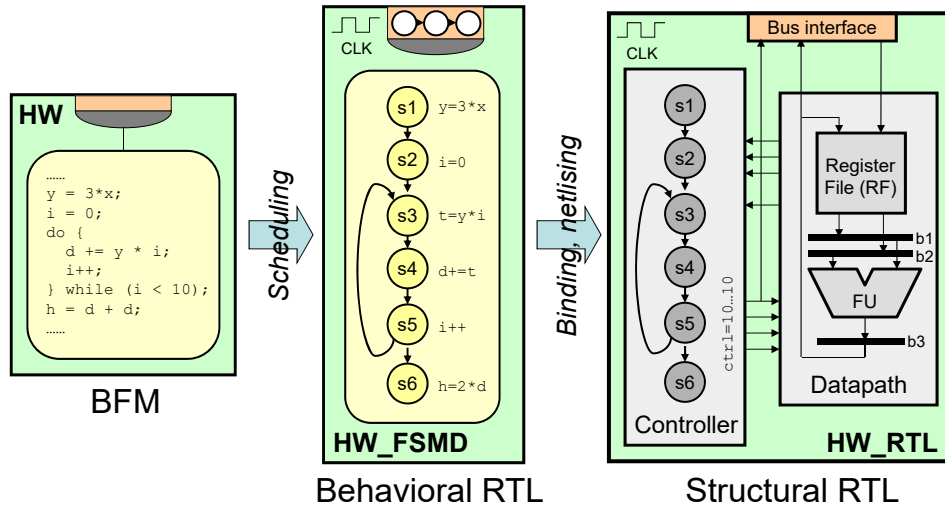 HW
……
y = 3*x;
i = 0;
do {
d += y * i;
i++;
} while (i < 10);
h = d + d;
……
BFM
Scheduling
CLK
s1 y=3*x
s2 i=0
s3 t=y*i
s4 d+=t
s5 i++
s6 h=2*d
HW_FSMD
Behavioral RTL
Binding, netlising
CLK
Bus interface
s1
s2
s3
s4
s5
s6
Controller
ctrl=10…10
Register
File (RF)
b1
b2
FU
b3
Datapath
HW_RTL
Structural RTL